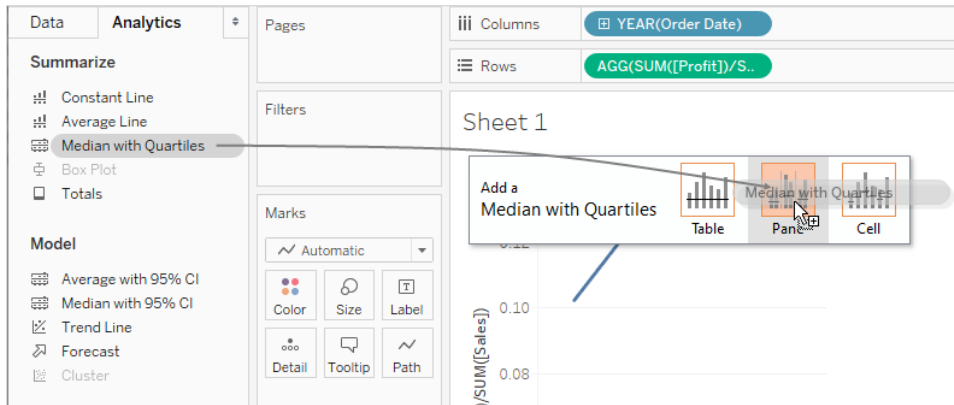 Data
Analytics
Summarize
Constant Line
Average Line
Median with Quartiles
Box Plot
Totals
Model
Average with 95% CI
Median with 95% CI
Trend Line
Forecast
Cluster
Pages
Filters
Marks
Automatic
Color
Size
Label
Detail
Tooltip
Path
Columns
YEAR(Order Date)
Rows
AGG(SUM([Profit])/S..
Sheet 1
Add a
Median with Quartiles
Table
Pane
Cell
Median with Quartiles
0.12
0.10
0.08
)/SUM([Sales])